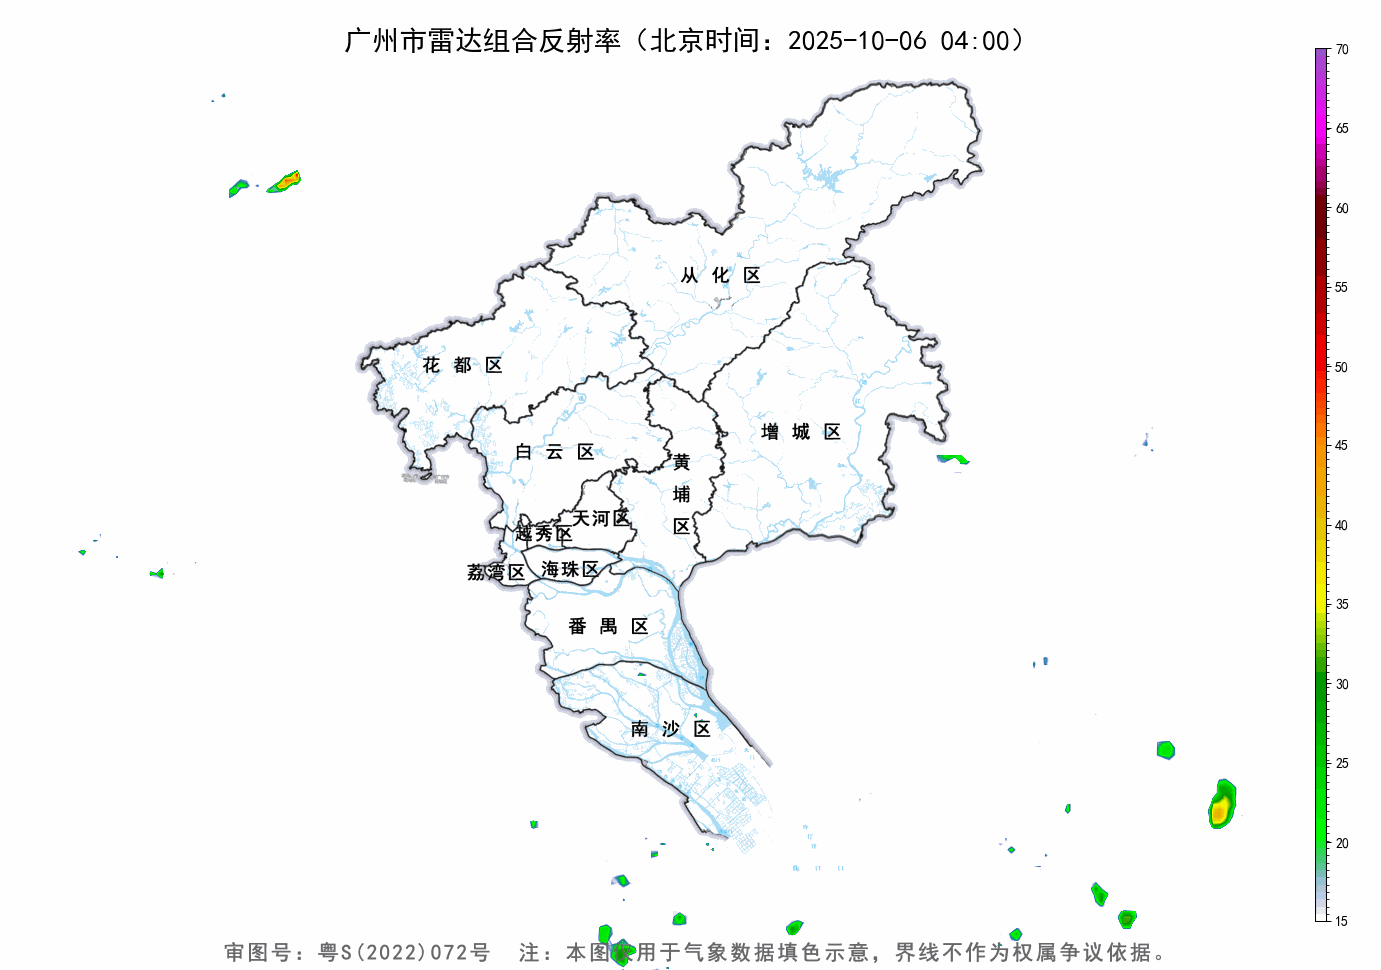 广州市雷达组合反射率（北京时间：2025-10-06 04:00）
70
65
60
55
50
45
40
35
30
25
20
15
从化区
花都区
增城区
白云区
黄埔区
天河区
越秀区
海珠区
荔湾区
番禺区
南沙区
审图号：粤S(2022)072号 注：本图仅用于气象数据填色示意，界线不作为权属争议依据。